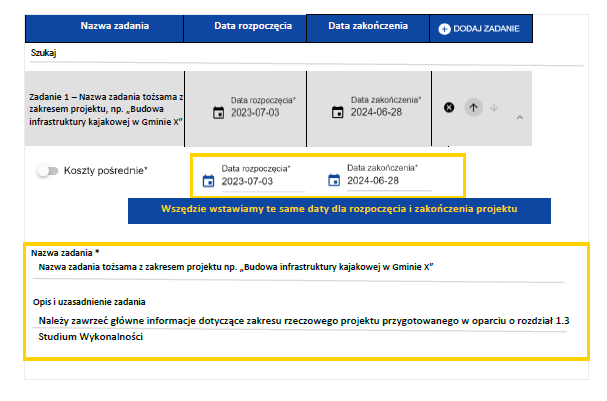 Nazwa zadania Data rozpoczęcia Data zakończenia + DODAJ ZADANIE
Szukaj
Zadanie 1 – Nazwa zadania tożsama z
zakresem projektu, np. „Budowa
infrastruktury kajakowej w Gminie X”
Data rozpoczęcia*
2023-07-03
Data zakończenia*
2024-06-28
Koszty pośrednie*
Data rozpoczęcia*
2023-07-03
Data zakończenia*
2024-06-28
Wszędzie wstawiamy te same daty dla rozpoczęcia i zakończenia projektu
Nazwa zadania *
Nazwa zadania tożsama z zakresem projektu np. „Budowa infrastruktury kajakowej w Gminie X”
Opis i uzasadnienie zadania
Należy zawrzeć główne informacje dotyczące zakresu rzeczowego projektu przygotowanego w oparciu o rozdział 1.3
Studium Wykonalności